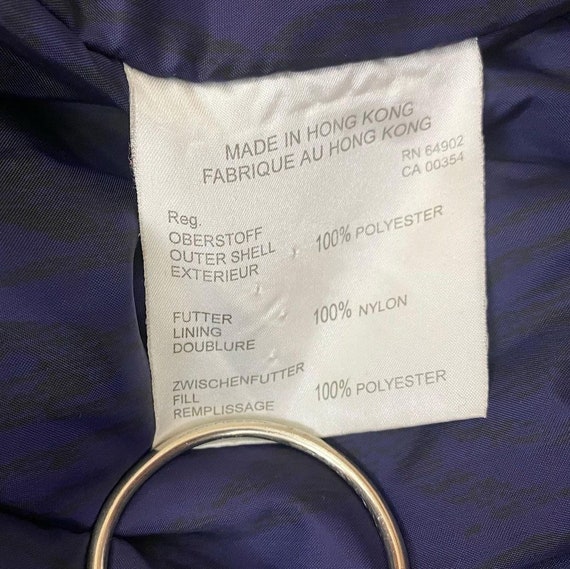 MADE IN HONG KONG
FABRIQUE AU HONG KONG
RN 64902
CA 00354
Reg.
OBERSTOFF
OUTER SHELL 100% POLYESTER
EXTERIEUR
FUTTER 100% NYLON
LINING
DOUBLURE
ZWISCHENFUTTER
FILL 100% POLYESTER
REMPLISSAGE